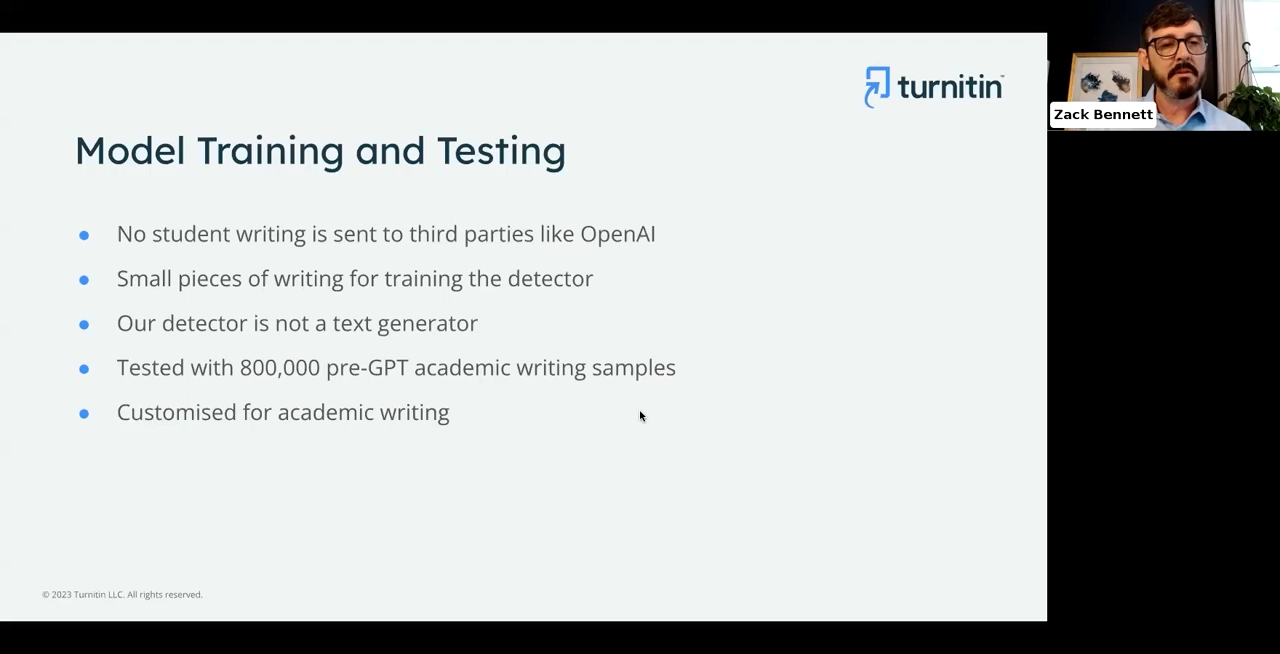 turnitin™
Zack Bennett
Model Training and Testing
No student writing is sent to third parties like OpenAI
Small pieces of writing for training the detector
Our detector is not a text generator
Tested with 800,000 pre-GPT academic writing samples
Customised for academic writing
© 2023 Turnitin LLC. All rights reserved.